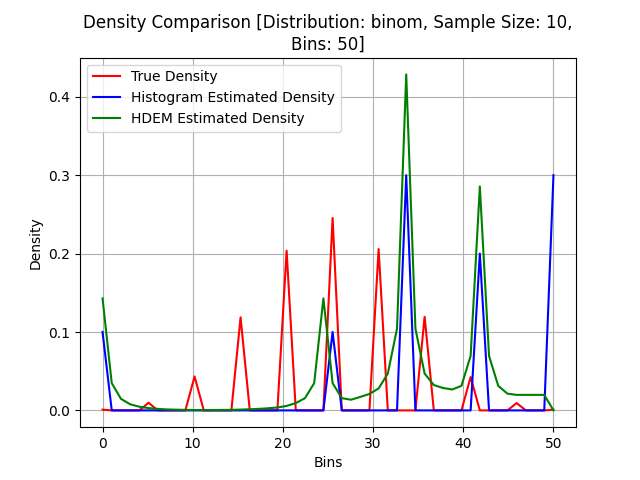 Density Comparison [Distribution: binom, Sample Size: 10,
Bins: 50]
True Density
Histogram Estimated Density
HDEM Estimated Density
Density
0.4
0.3
0.2
0.1
0.0
0 10 20 30 40 50
Bins